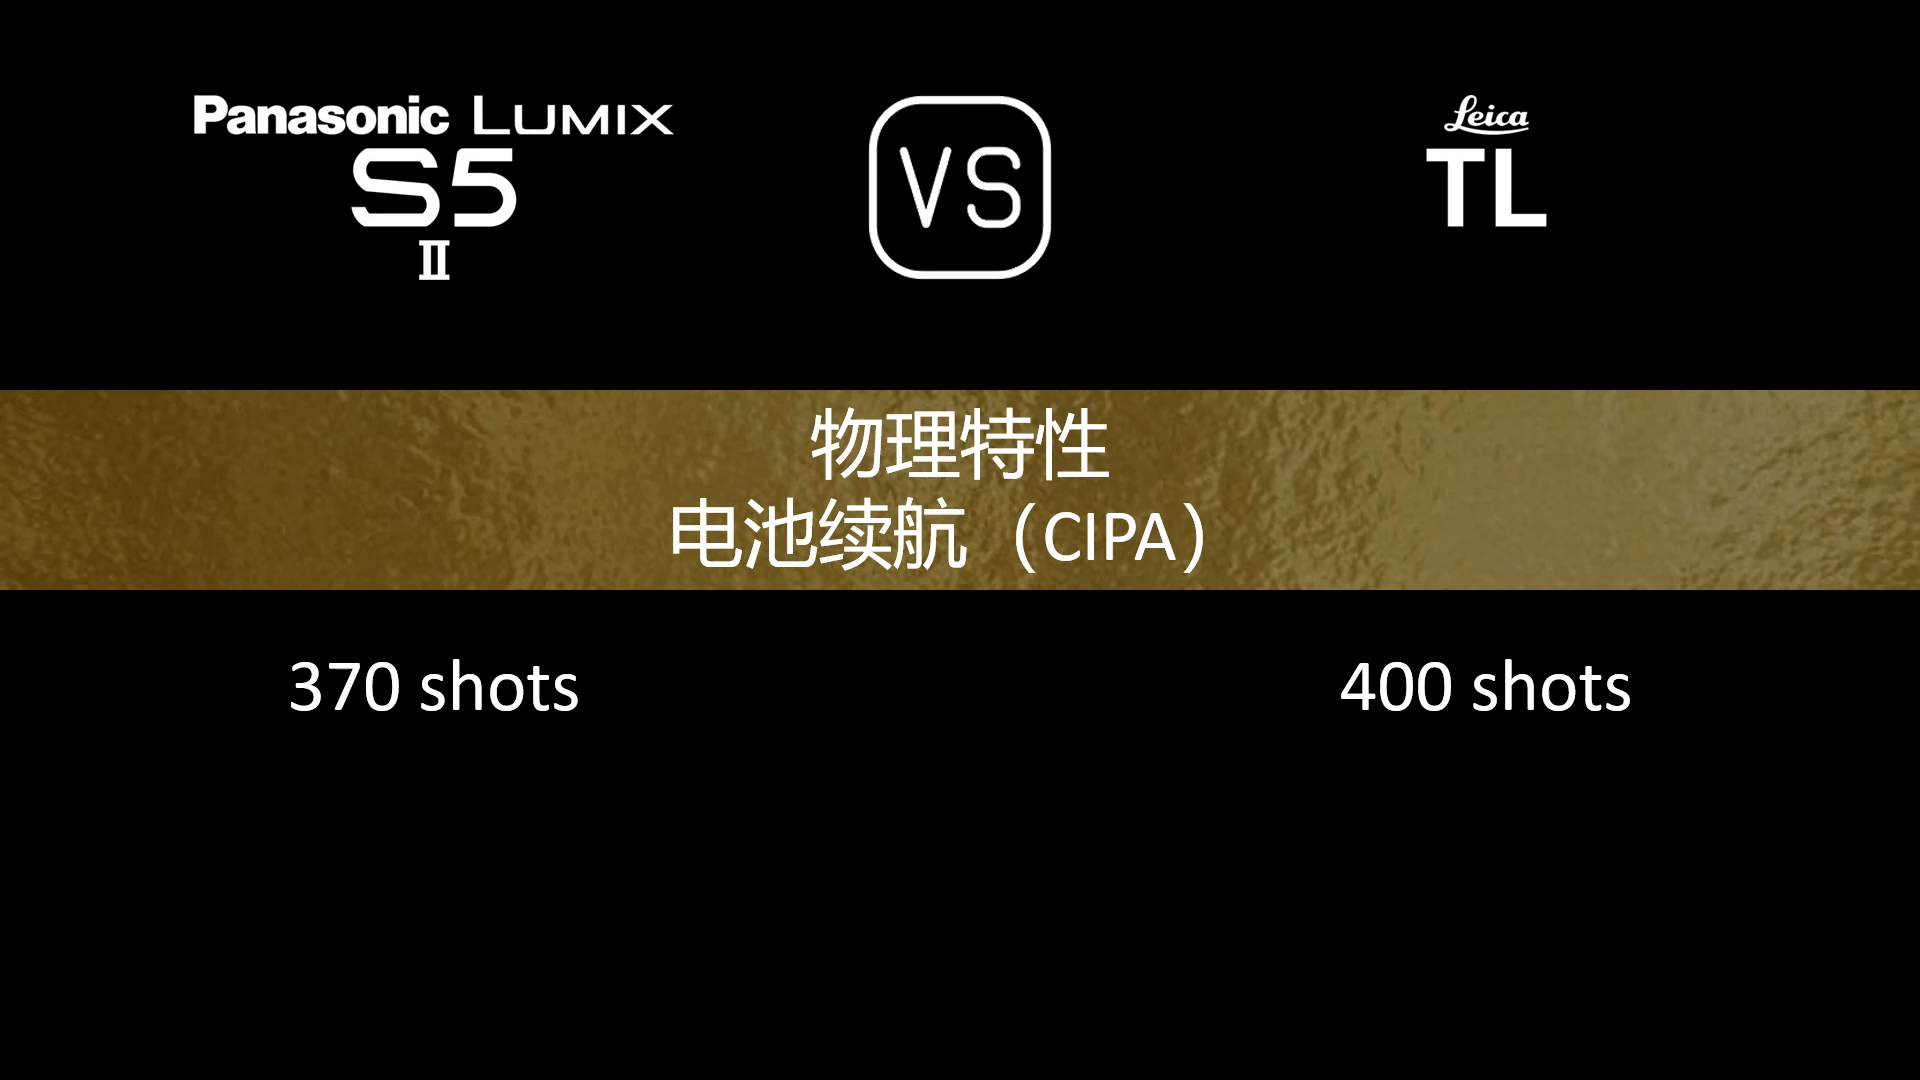 Panasonic LUMIX
S5
II
VS
Leica
TL
物理特性
电池续航（CIPA）
370 shots
400 shots